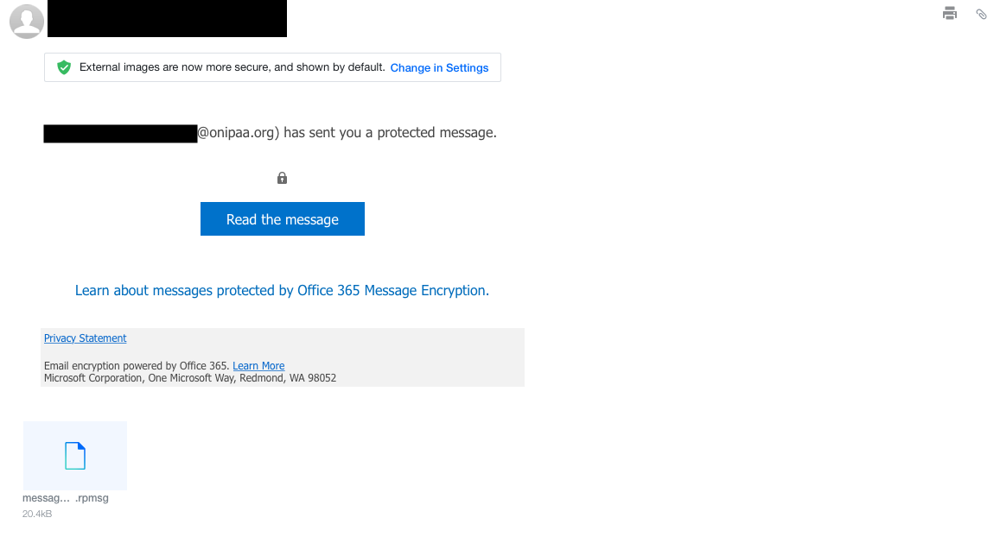 External images are now more secure, and shown by default. Change in Settings
@onipaa.org) has sent you a protected message.
Read the message
Learn about messages protected by Office 365 Message Encryption.
Privacy Statement
Email encryption powered by Office 365. Learn More
Microsoft Corporation, One Microsoft Way, Redmond, WA 98052
messag... .rpmsg
20.4kB